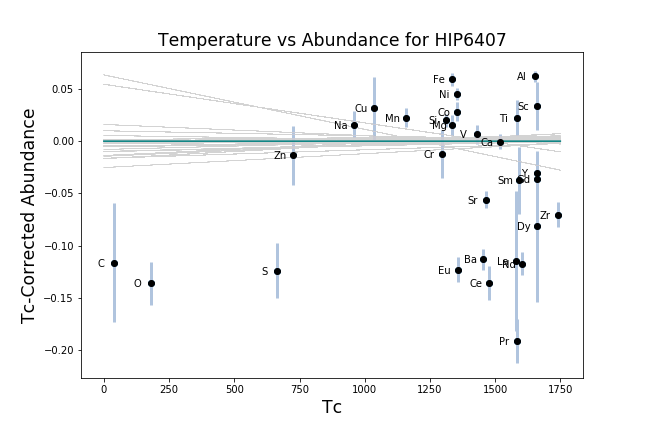 Temperature vs Abundance for HIP6407
Tc-Corrected Abundance
0.05
0.00
−0.05
−0.10
−0.15
−0.20
Fe
Al
Ni
Cu
Sc
Co
Mn
Si
Ti
Na
Mg
V
Ca
Zn
Cr
Y
Sm
Gd
Sr
Zr
Dy
C
Ba
La
Nd
S
Eu
O
Ce
Pr
0
250
500
750
1000
1250
1500
1750
Tc